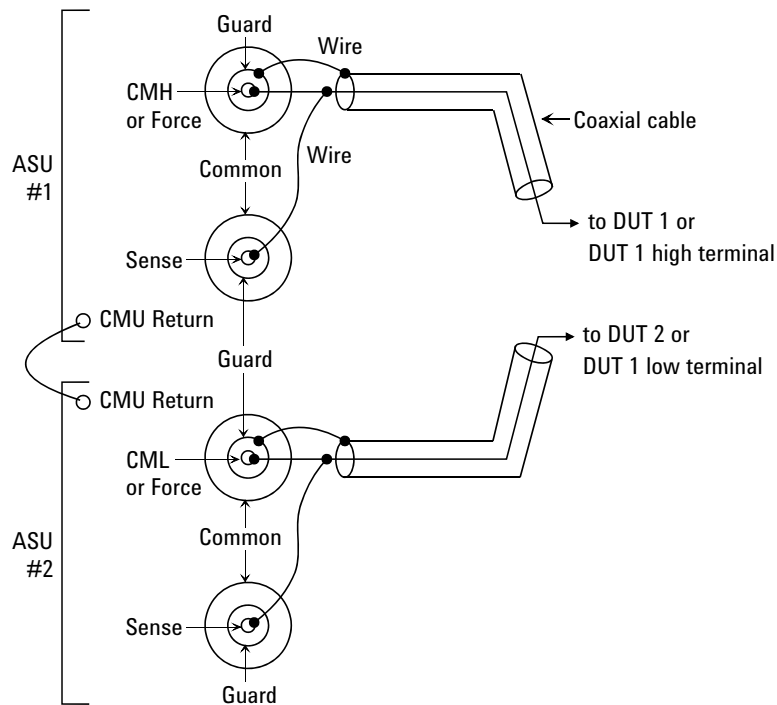 Guard
Wire
CMH
or Force
Coaxial cable
ASU
#1
Common
Wire
to DUT 1 or
DUT 1 high terminal
Sense
CMU Return
to DUT 2 or
DUT 1 low terminal
Guard
CMU Return
CML
or Force
ASU
#2
Common
Sense
Guard